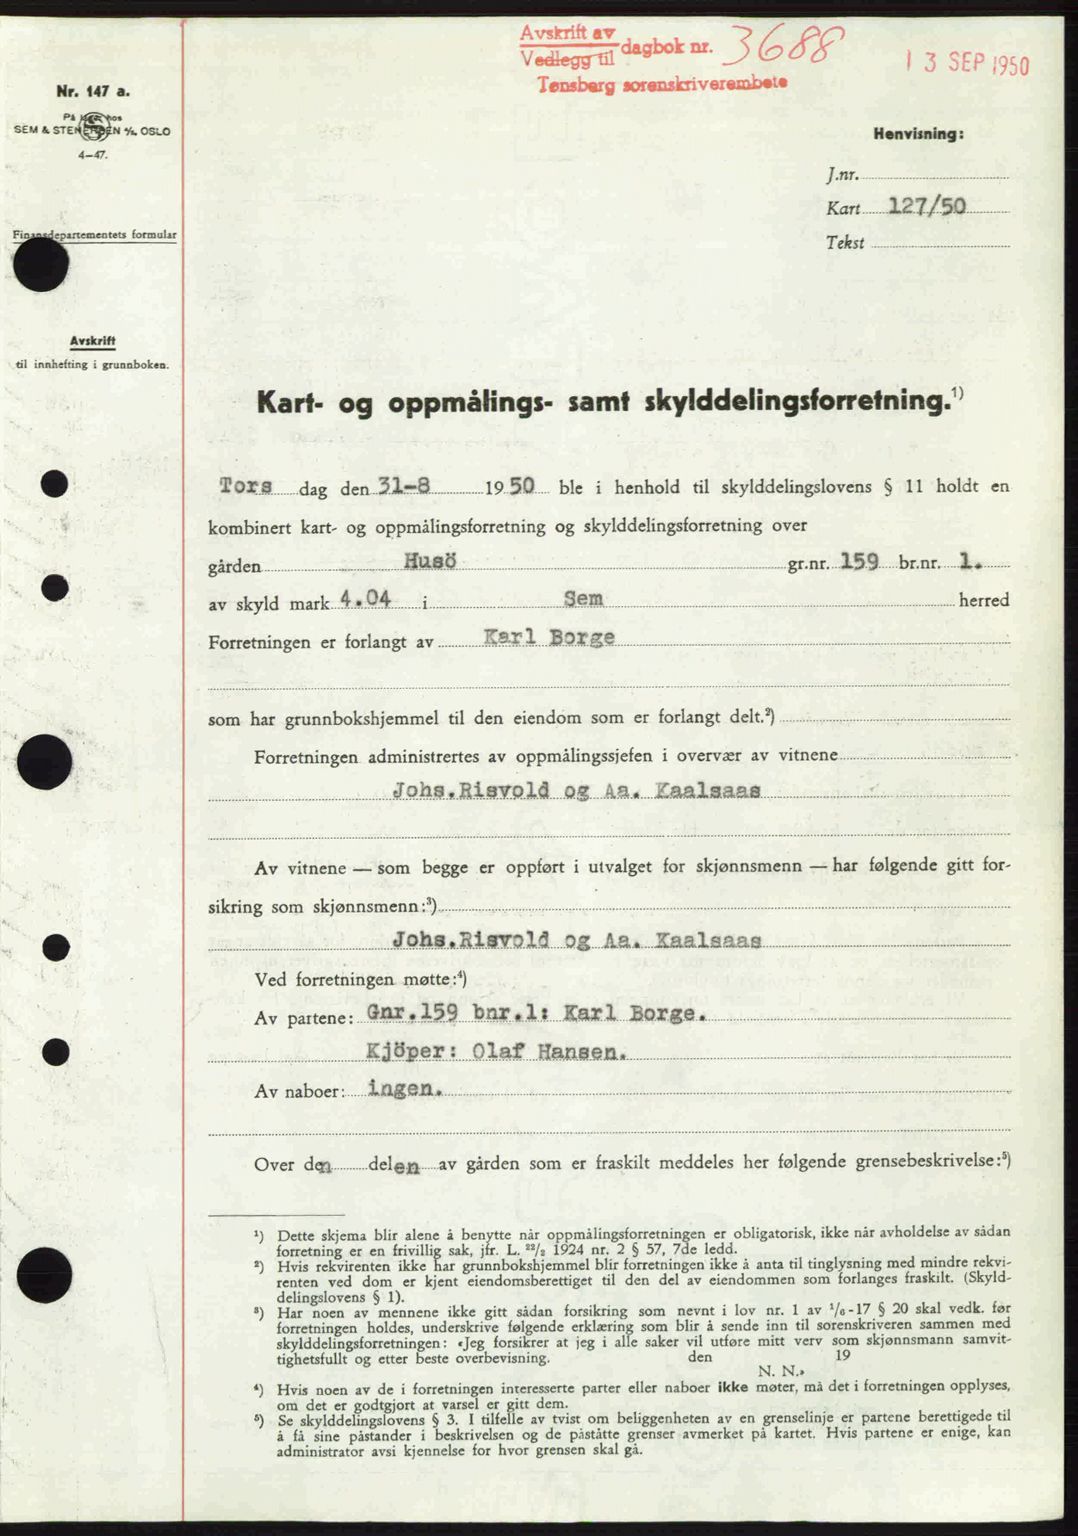 Avskrift av
Vedlegg til dagbok nr. 3688
Tønsberg sorenskriverembete
13 SEP 1950
Nr. 147 a.
På lager hos
SEM & STENERSEN A/S, OSLO
4-47.
Finansdepartementets formular
Avskrift
til innhefting i grunnboken.
Henvisning:
J.nr.
Kart 127/50
Tekst
Kart- og oppmålings- samt skylddelingsforretning.¹)
Tors dag den 31-8 1950 ble i henhold til skylddelingslovens § 11 holdt en
kombinert kart- og oppmålingsforretning og skylddelingsforretning over
gården Husö gr.nr. 159 br.nr. 1.
av skyld mark 4.04 i Sem herred
Forretningen er forlangt av Karl Borge
som har grunnbokshjemmel til den eiendom som er forlangt delt.²)
Forretningen administrertes av oppmålingssjefen i overvær av vitnene
Johs.Risvold og Aa. Kaalsaas
Av vitnene — som begge er oppført i utvalget for skjønnsmenn — har følgende gitt for-
sikring som skjønnsmenn:³)
Johs.Risvold og Aa. Kaalsaas
Ved forretningen møtte:⁴)
Av partene: Gnr.159 bnr.1: Karl Borge.
Kjöper: Olaf Hansen.
Av naboer: ingen.
Over den delen av gården som er fraskilt meddeles her følgende grensebeskrivelse:⁵)
¹) Dette skjema blir alene å benytte når oppmålingsforretningen er obligatorisk, ikke når avholdelse av sådan
forretning er en frivillig sak, jfr. L. ²²/₂ 1924 nr. 2 § 57, 7de ledd.
²) Hvis rekvirenten ikke har grunnbokshjemmel blir forretningen ikke å anta til tinglysning med mindre rekvi-
renten ved dom er kjent eiendomsberettiget til den del av eiendommen som forlanges fraskilt. (Skyld-
delingslovens § 1).
³) Har noen av mennene ikke gitt sådan forsikring som nevnt i lov nr. 1 av ¹/₆-17 § 20 skal vedk. før
forretningen holdes, underskrive følgende erklæring som blir å sende inn til sorenskriveren sammen med
skylddelingsforretningen: «Jeg forsikrer at jeg i alle saker vil utføre mitt verv som skjønnsmann samvit-
tighetsfullt og etter beste overbevisning. den 19
N. N.»
⁴) Hvis noen av de i forretningen interesserte parter eller naboer ikke møter, må det i forretningen opplyses,
om det er godtgjort at varsel er gitt dem.
⁵) Se skylddelingslovens § 3. I tilfelle av tvist om beliggenheten av en grenselinje er partene berettigede til
å få sine påstander i beskrivelsen og de påståtte grenser avmerket på kartet. Hvis partene er enige, kan
administrator avsi kjennelse for hvor grensen skal gå.